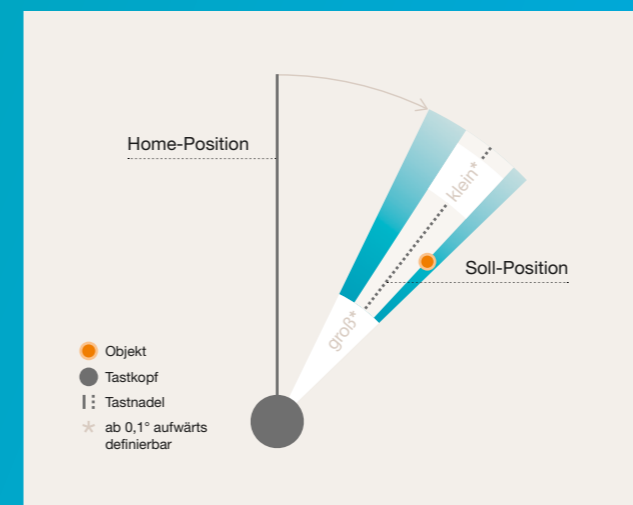 Home-Position
klein*
Soll-Position
groß*
Objekt
Tastkopf
Tastnadel
* ab 0,1° aufwärts
definierbar